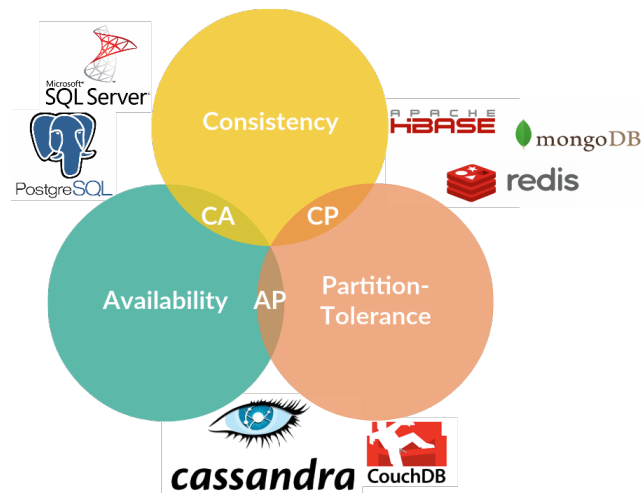 Microsoft®
SQL Server®
PostgreSQL
Consistency
APACHE
HBASE
mongoDB
redis
CA
CP
Availability
AP
Partition-
Tolerance
cassandra
CouchDB